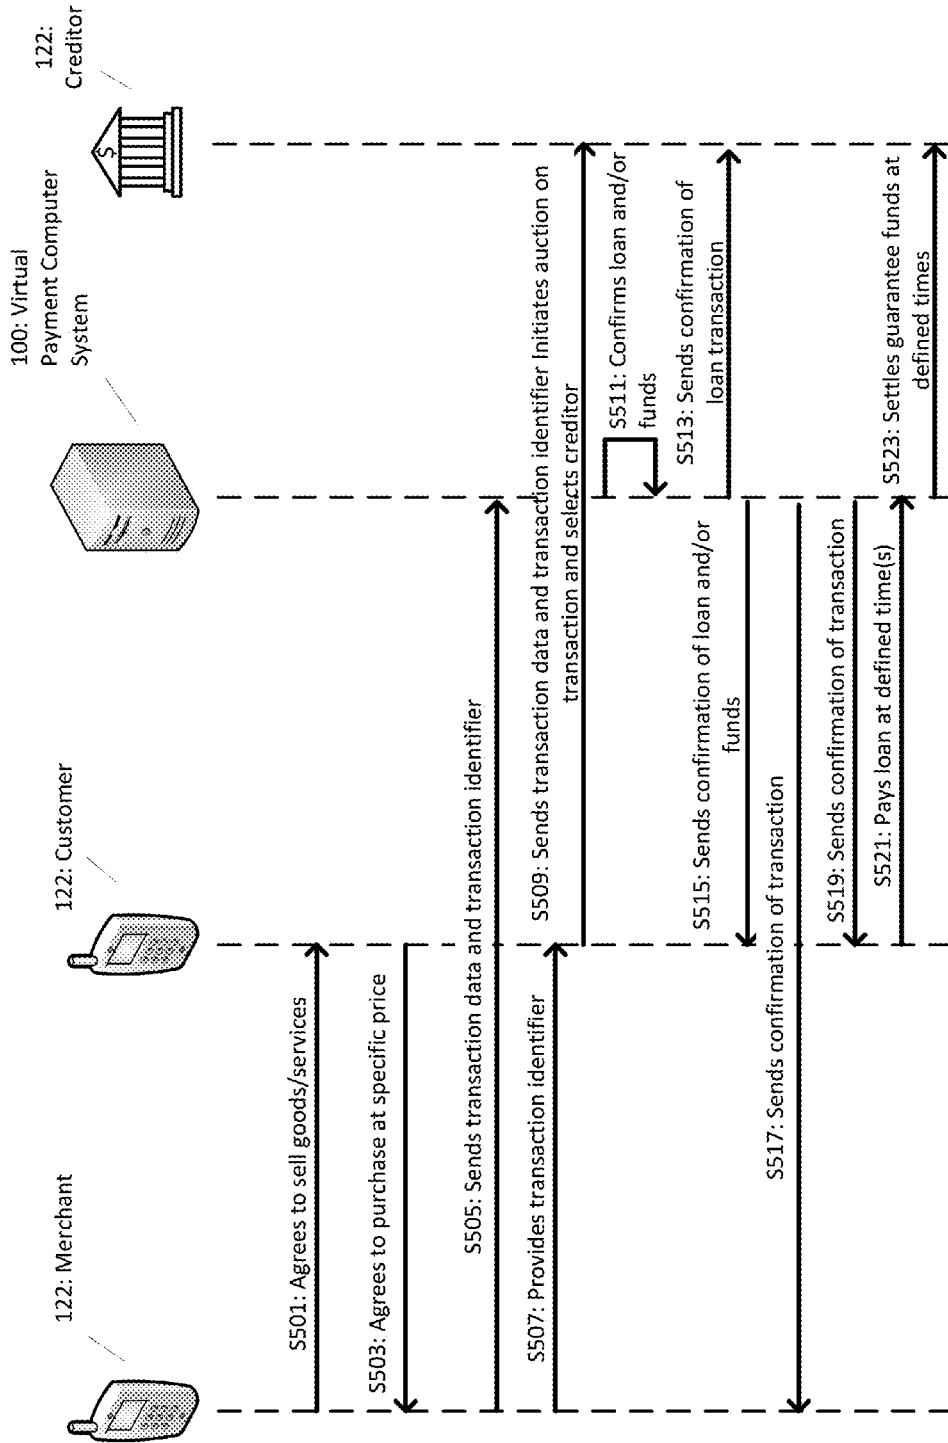 122: Merchant
122: Customer
100: Virtual
Payment Computer
System
122:
Creditor
$
S501: Agrees to sell goods/services
S503: Agrees to purchase at specific price
S505: Sends transaction data and transaction identifier
S507: Provides transaction identifier
S509: Sends transaction data and transaction identifier Initiates auction on
transaction and selects creditor
S511: Confirms loan and/or
funds
S513: Sends confirmation of
loan transaction
S515: Sends confirmation of loan and/or
funds
S517: Sends confirmation of transaction
S519: Sends confirmation of transaction
S521: Pays loan at defined time(s)
S523: Settles guarantee funds at
defined times